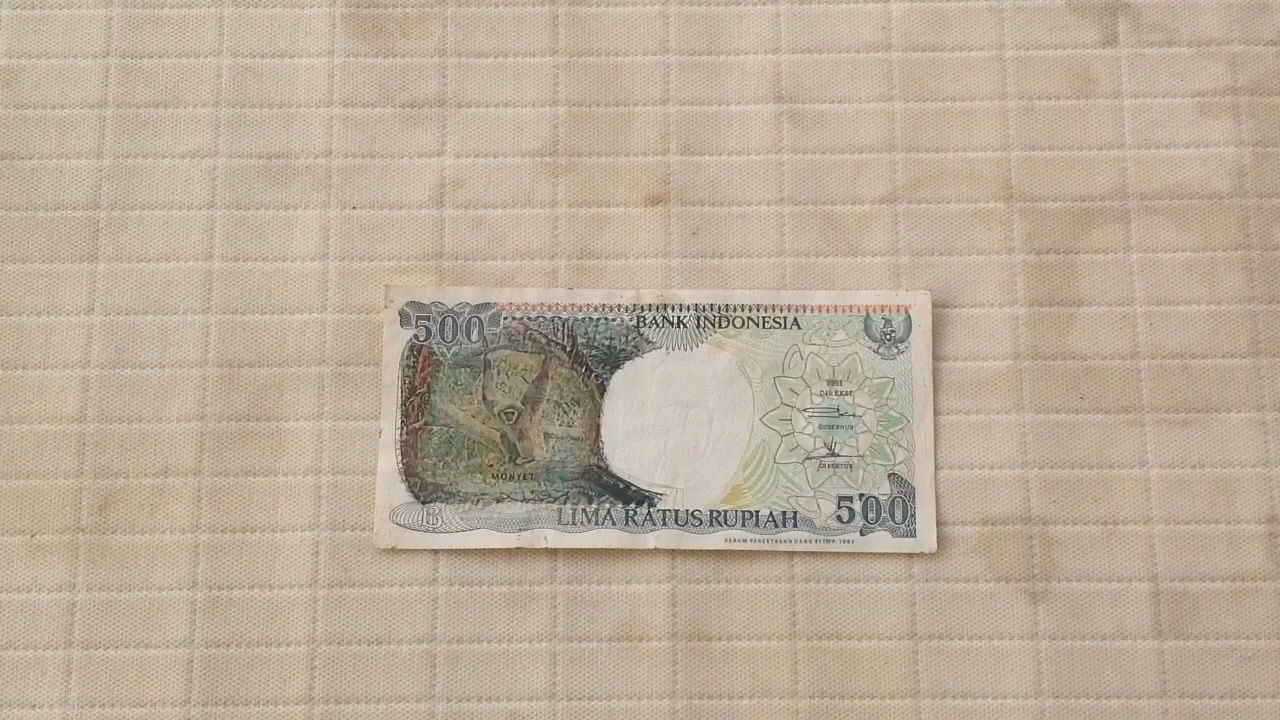 500
BANK INDONESIA
DIREKSI
GUBERNUR
DIREKTUR
MONYET
LIMA RATUS RUPIAH
500